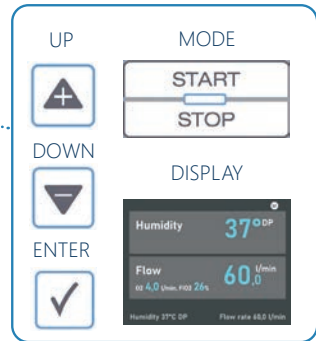 UP
MODE
START
STOP
DOWN
DISPLAY
Humidity 37° DP
Flow
O2 4,0 l/min, FIO2 26%
60,0 l/min
ENTER
Humidity 37°C DP Flow rate 60,0 l/min